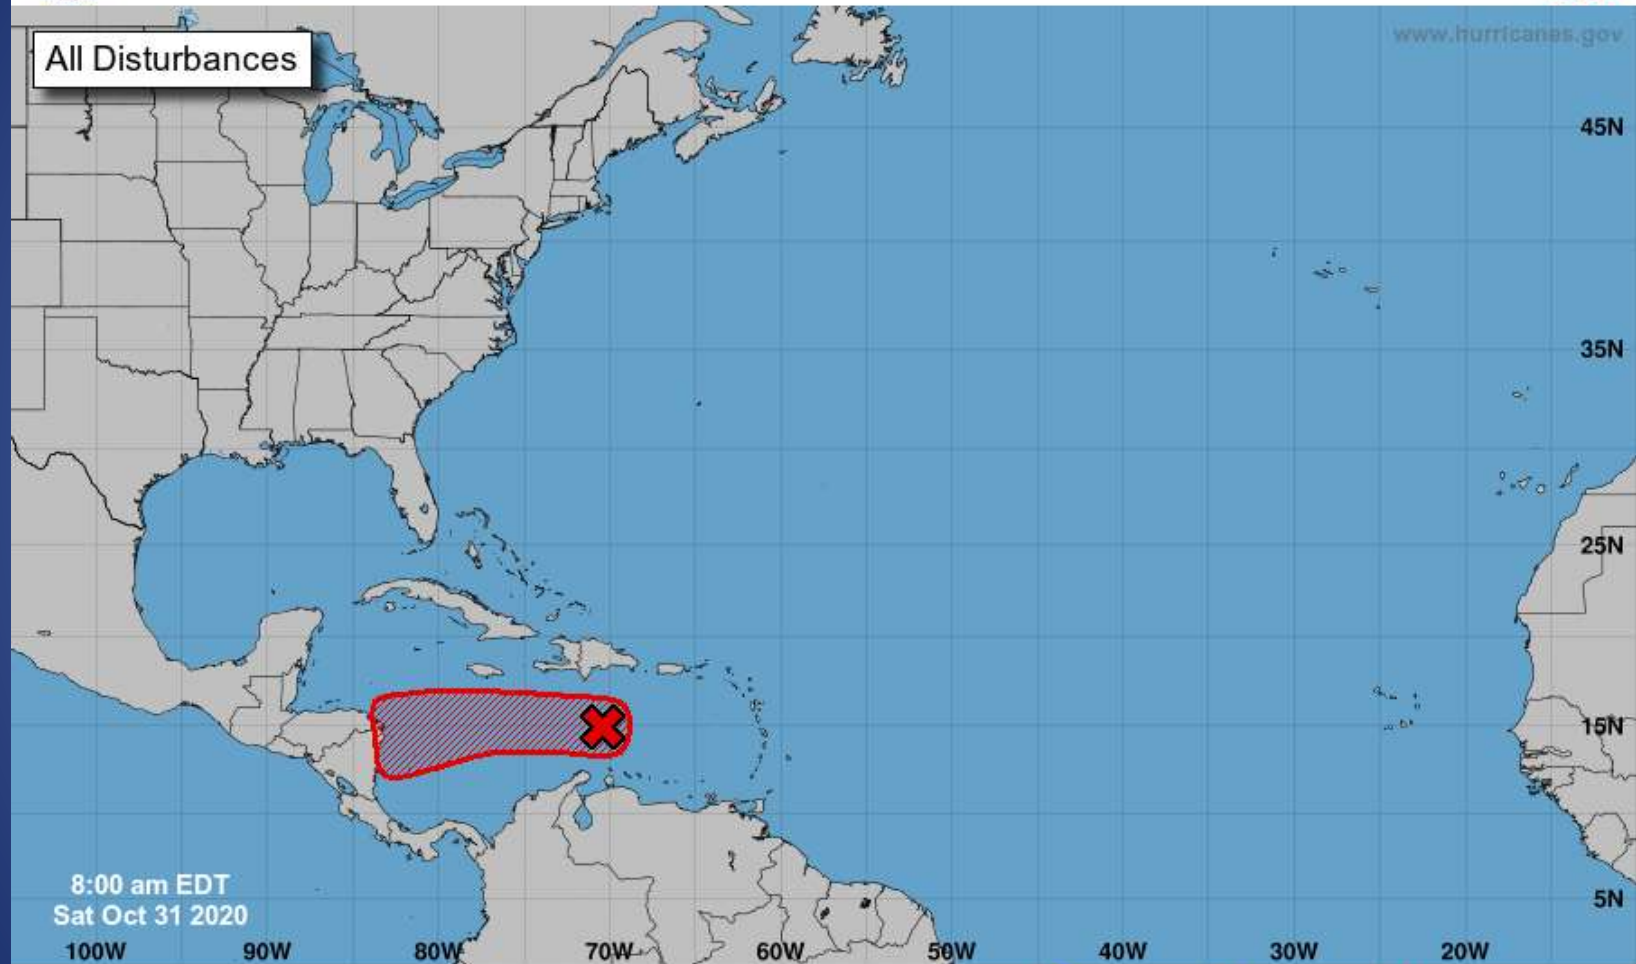 All Disturbances
www.hurricanes.gov
45N
35N
25N
15N
5N
8:00 am EDT
Sat Oct 31 2020
100W 90W 80W 70W 60W 50W 40W 30W 20W